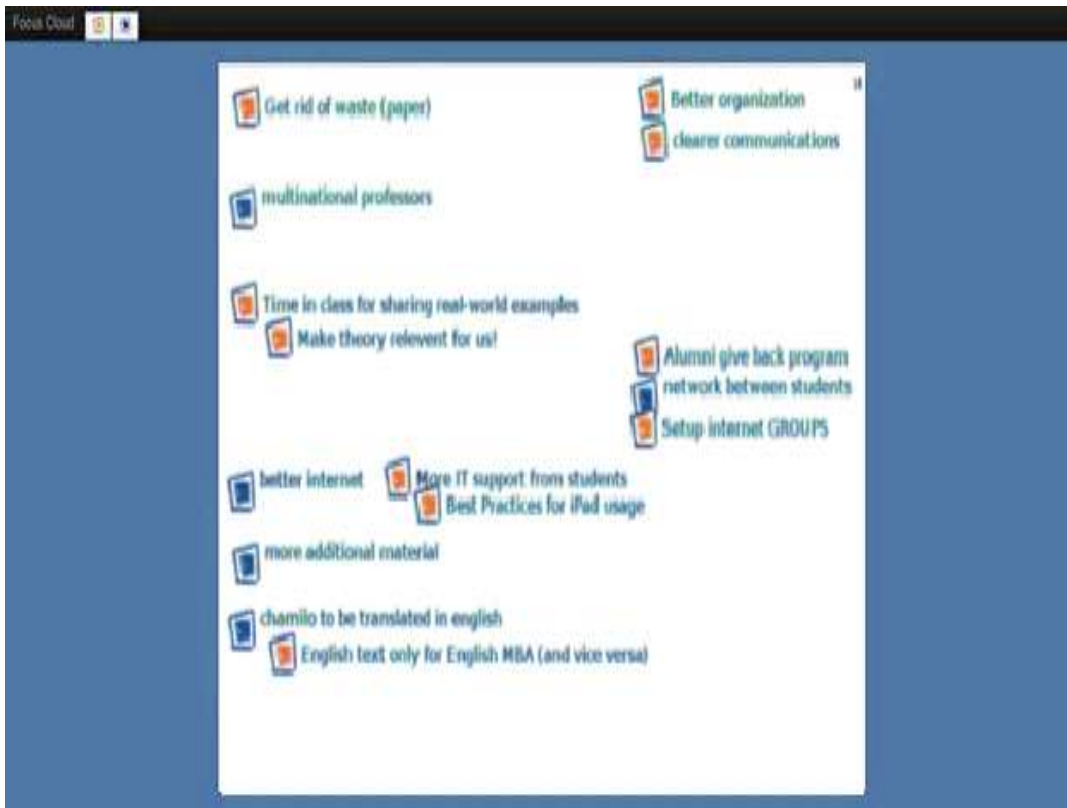 Focus Cloud
Get rid of waste (paper)
Better organization
clearer communications
multinational professors
Time in class for sharing real-world examples
Make theory relevent for us!
Alumni give back program
network between students
Setup internet GROUPS
better internet
More IT support from students
Best Practices for iPad usage
more additional material
chamilo to be translated in english
English text only for English MBA (and vice versa)